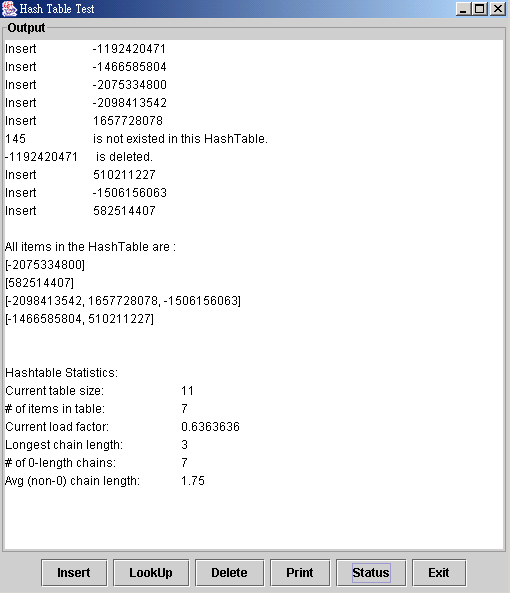 Hash Table Test
Output
Insert -1192420471
Insert -1466585804
Insert -2075334800
Insert -2098413542
Insert 1657728078
145 is not existed in this HashTable.
-1192420471 is deleted.
Insert 510211227
Insert -1506156063
Insert 582514407
All items in the HashTable are :
[-2075334800]
[582514407]
[-2098413542, 1657728078, -1506156063]
[-1466585804, 510211227]
Hashtable Statistics:
Current table size: 11
# of items in table: 7
Current load factor: 0.6363636
Longest chain length: 3
# of 0-length chains: 7
Avg (non-0) chain length: 1.75
Insert LookUp Delete Print Status Exit